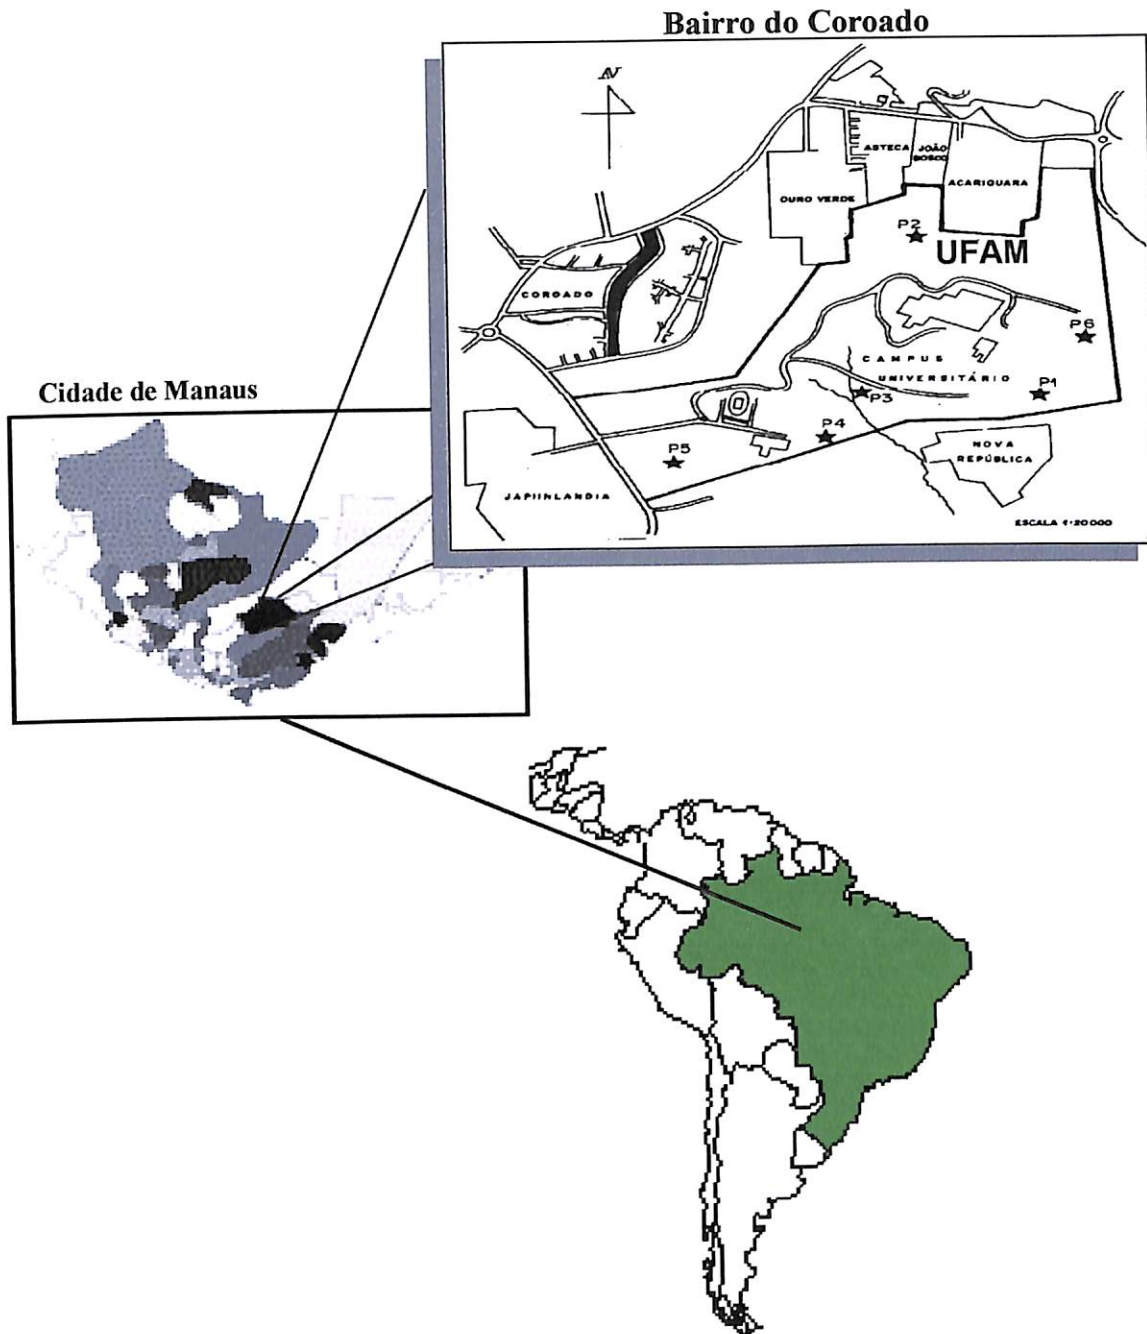 Bairro do Coroado
N
ASTECA
JOÃO
BOSCO
ACARIQUARA
OURO VERDE
P2
UFAM
COROADO
P6
CAMPUS
UNIVERSITÁRIO
P3
P1
P4
NOVA
REPÚBLICA
P5
JAPIINLANDIA
ESCALA 1:20000
Cidade de Manaus